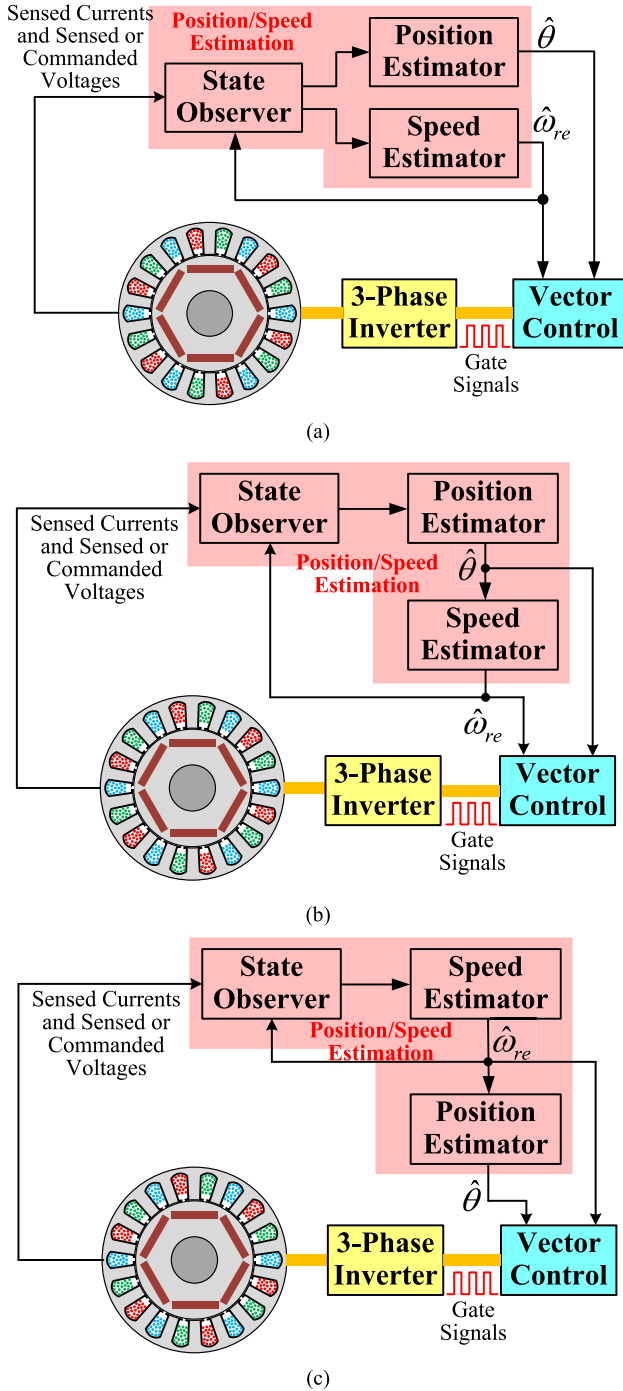 Sensed Currents
and Sensed or
Commanded
Voltages
Position/Speed
Estimation
State
Observer
Position
Estimator
θ̂
Speed
Estimator
ω̂re
3-Phase
Inverter
Vector
Control
Gate
Signals
(a)
State
Observer
Position
Estimator
Sensed Currents
and Sensed or
Commanded
Voltages
Position/Speed
Estimation
θ̂
Speed
Estimator
ω̂re
3-Phase
Inverter
Vector
Control
Gate
Signals
(b)
State
Observer
Speed
Estimator
Sensed Currents
and Sensed or
Commanded
Voltages
Position/Speed
Estimation
ω̂re
Position
Estimator
θ̂
3-Phase
Inverter
Vector
Control
Gate
Signals
(c)